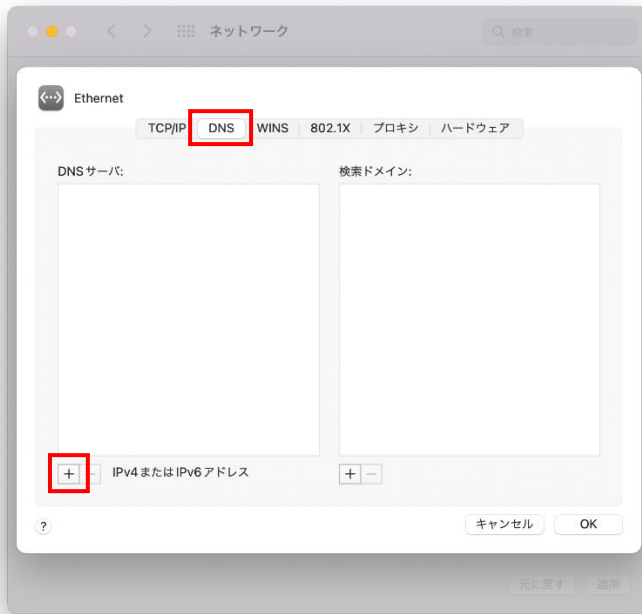 ネットワーク
検索
Ethernet
TCP/IP DNS WINS 802.1X プロキシ ハードウェア
DNSサーバ: 検索ドメイン:
+ − IPv4またはIPv6アドレス + −
? キャンセル OK
元に戻す 適用